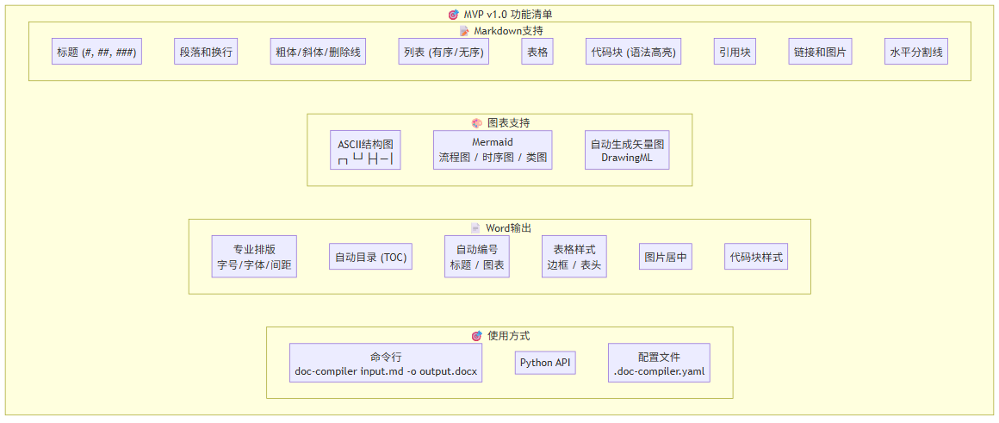 🎯 MVP v1.0 功能清单
📝 Markdown支持
标题 (#, ##, ###)
段落和换行
粗体/斜体/删除线
列表 (有序/无序)
表格
代码块 (语法高亮)
引用块
链接和图片
水平分割线
🎨 图表支持
ASCII结构图
┌┐└┘├┤─│
Mermaid
流程图 / 时序图 / 类图
自动生成矢量图
DrawingML
📄 Word输出
专业排版
字号/字体/间距
自动目录 (TOC)
自动编号
标题 / 图表
表格样式
边框 / 表头
图片居中
代码块样式
🎯 使用方式
命令行
doc-compiler input.md -o output.docx
Python API
配置文件
.doc-compiler.yaml